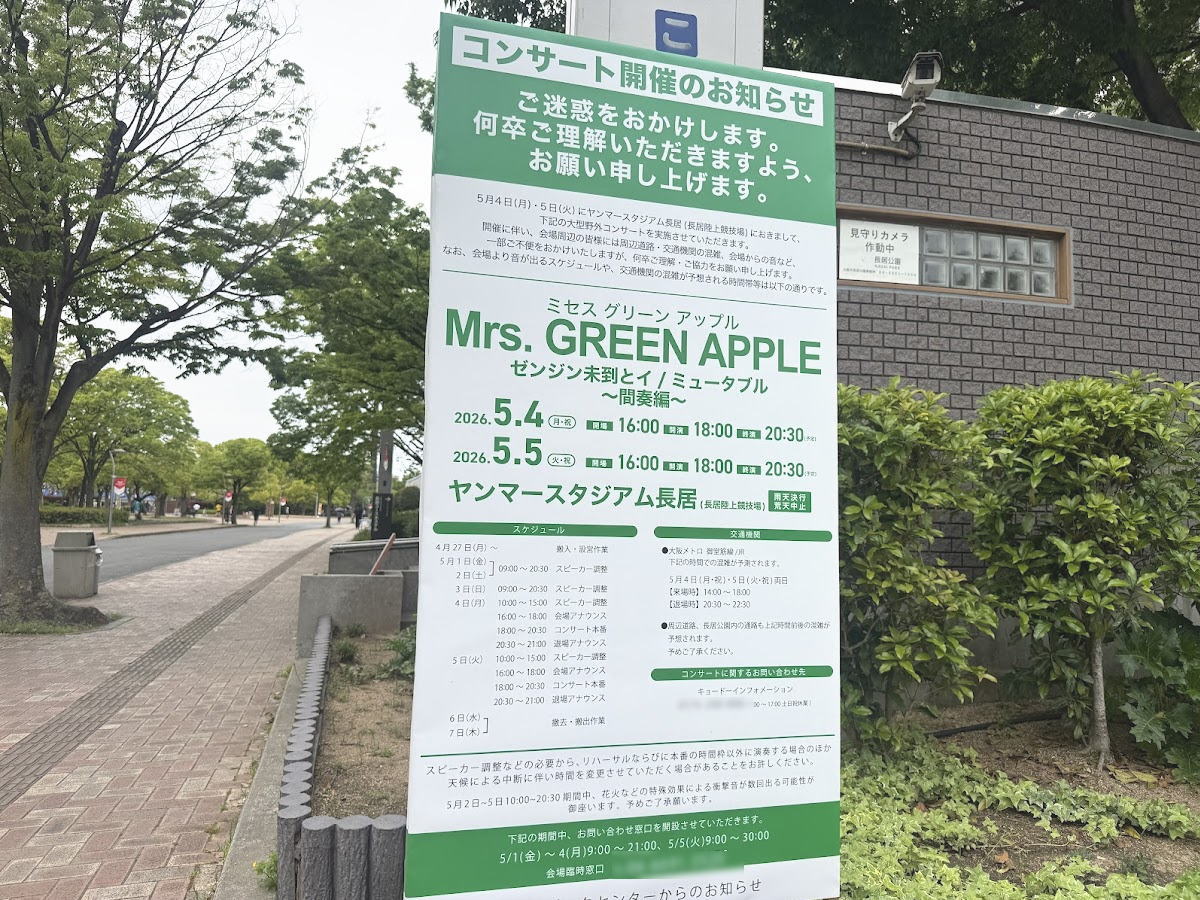 こ
コンサート開催のお知らせ
ご迷惑をおかけします。
何卒ご理解いただきますよう、
お願い申し上げます。
見守りカメラ
作動中
長居公園
5月4日(月)・5日(火)にヤンマースタジアム長居(長居陸上競技場)におきまして、
下記の大型野外コンサートを実施させていただきます。
開催に伴い、会場周辺の皆様には周辺道路・交通機関の混雑、会場からの音など、
一部ご不便をおかけいたしますが、何卒ご理解・ご協力をお願い申し上げます。
なお、会場より音が出るスケジュールや、交通機関の混雑が予想される時間帯等は以下の通りです。
ミセス グリーン アップル
Mrs. GREEN APPLE
ゼンジン未到とイ/ミュータブル
〜間奏編〜
2026.5.4 月・祝 開場 16:00 開演 18:00 終演 20:30(予定)
2026.5.5 火・祝 開場 16:00 開演 18:00 終演 20:30(予定)
ヤンマースタジアム長居(長居陸上競技場) 雨天決行 荒天中止
スケジュール
4月27日(月)〜 搬入・設営作業
5月1日(金)
2日(土) 09:00〜20:30 スピーカー調整
3日(日) 09:00〜20:30 スピーカー調整
4日(月) 10:00〜15:00 スピーカー調整
16:00〜18:00 会場アナウンス
18:00〜20:30 コンサート本番
20:30〜21:00 退場アナウンス
5日(火) 10:00〜15:00 スピーカー調整
16:00〜18:00 会場アナウンス
18:00〜20:30 コンサート本番
20:30〜21:00 退場アナウンス
6日(水)
7日(木) 撤去・搬出作業
交通機関
●大阪メトロ 御堂筋線/JR
下記の時間での混雑が予測されます。
5月4日(月・祝)・5日(火・祝)両日
【来場時】14:00〜18:00
【退場時】20:30〜22:30
●周辺道路、長居公園内の通路も上記時間前後の混雑が
予想されます。
予めご了承ください。
コンサートに関するお問い合わせ先
キョードーインフォメーション
00〜17:00 土日祝休業)
スピーカー調整などの必要から、リハーサルならびに本番の時間枠以外に演奏する場合のほか
天候による中断に伴い時間を変更させていただく場合があることをお許しください。
5月2日~5日10:00~20:30 期間中、花火などの特殊効果による衝撃音が数回出る可能性が
御座います。予めご了承願います。
下記の期間中、お問い合わせ窓口を開設させていただきます。
5/1(金)〜4(月)9:00〜21:00、5/5(火)9:00〜30:00
会場臨時窓口
センターからのお知らせ